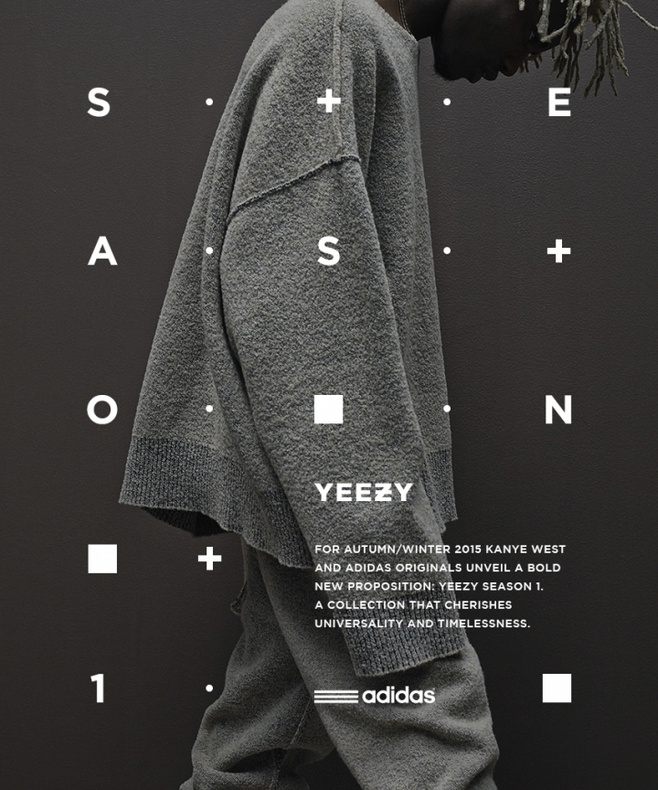 S · + · E
A · S · +
O · ■ · N
YEEZY
■ +
FOR AUTUMN/WINTER 2015 KANYE WEST
AND ADIDAS ORIGINALS UNVEIL A BOLD
NEW PROPOSITION: YEEZY SEASON 1.
A COLLECTION THAT CHERISHES
UNIVERSALITY AND TIMELESSNESS.
1 · adidas ■